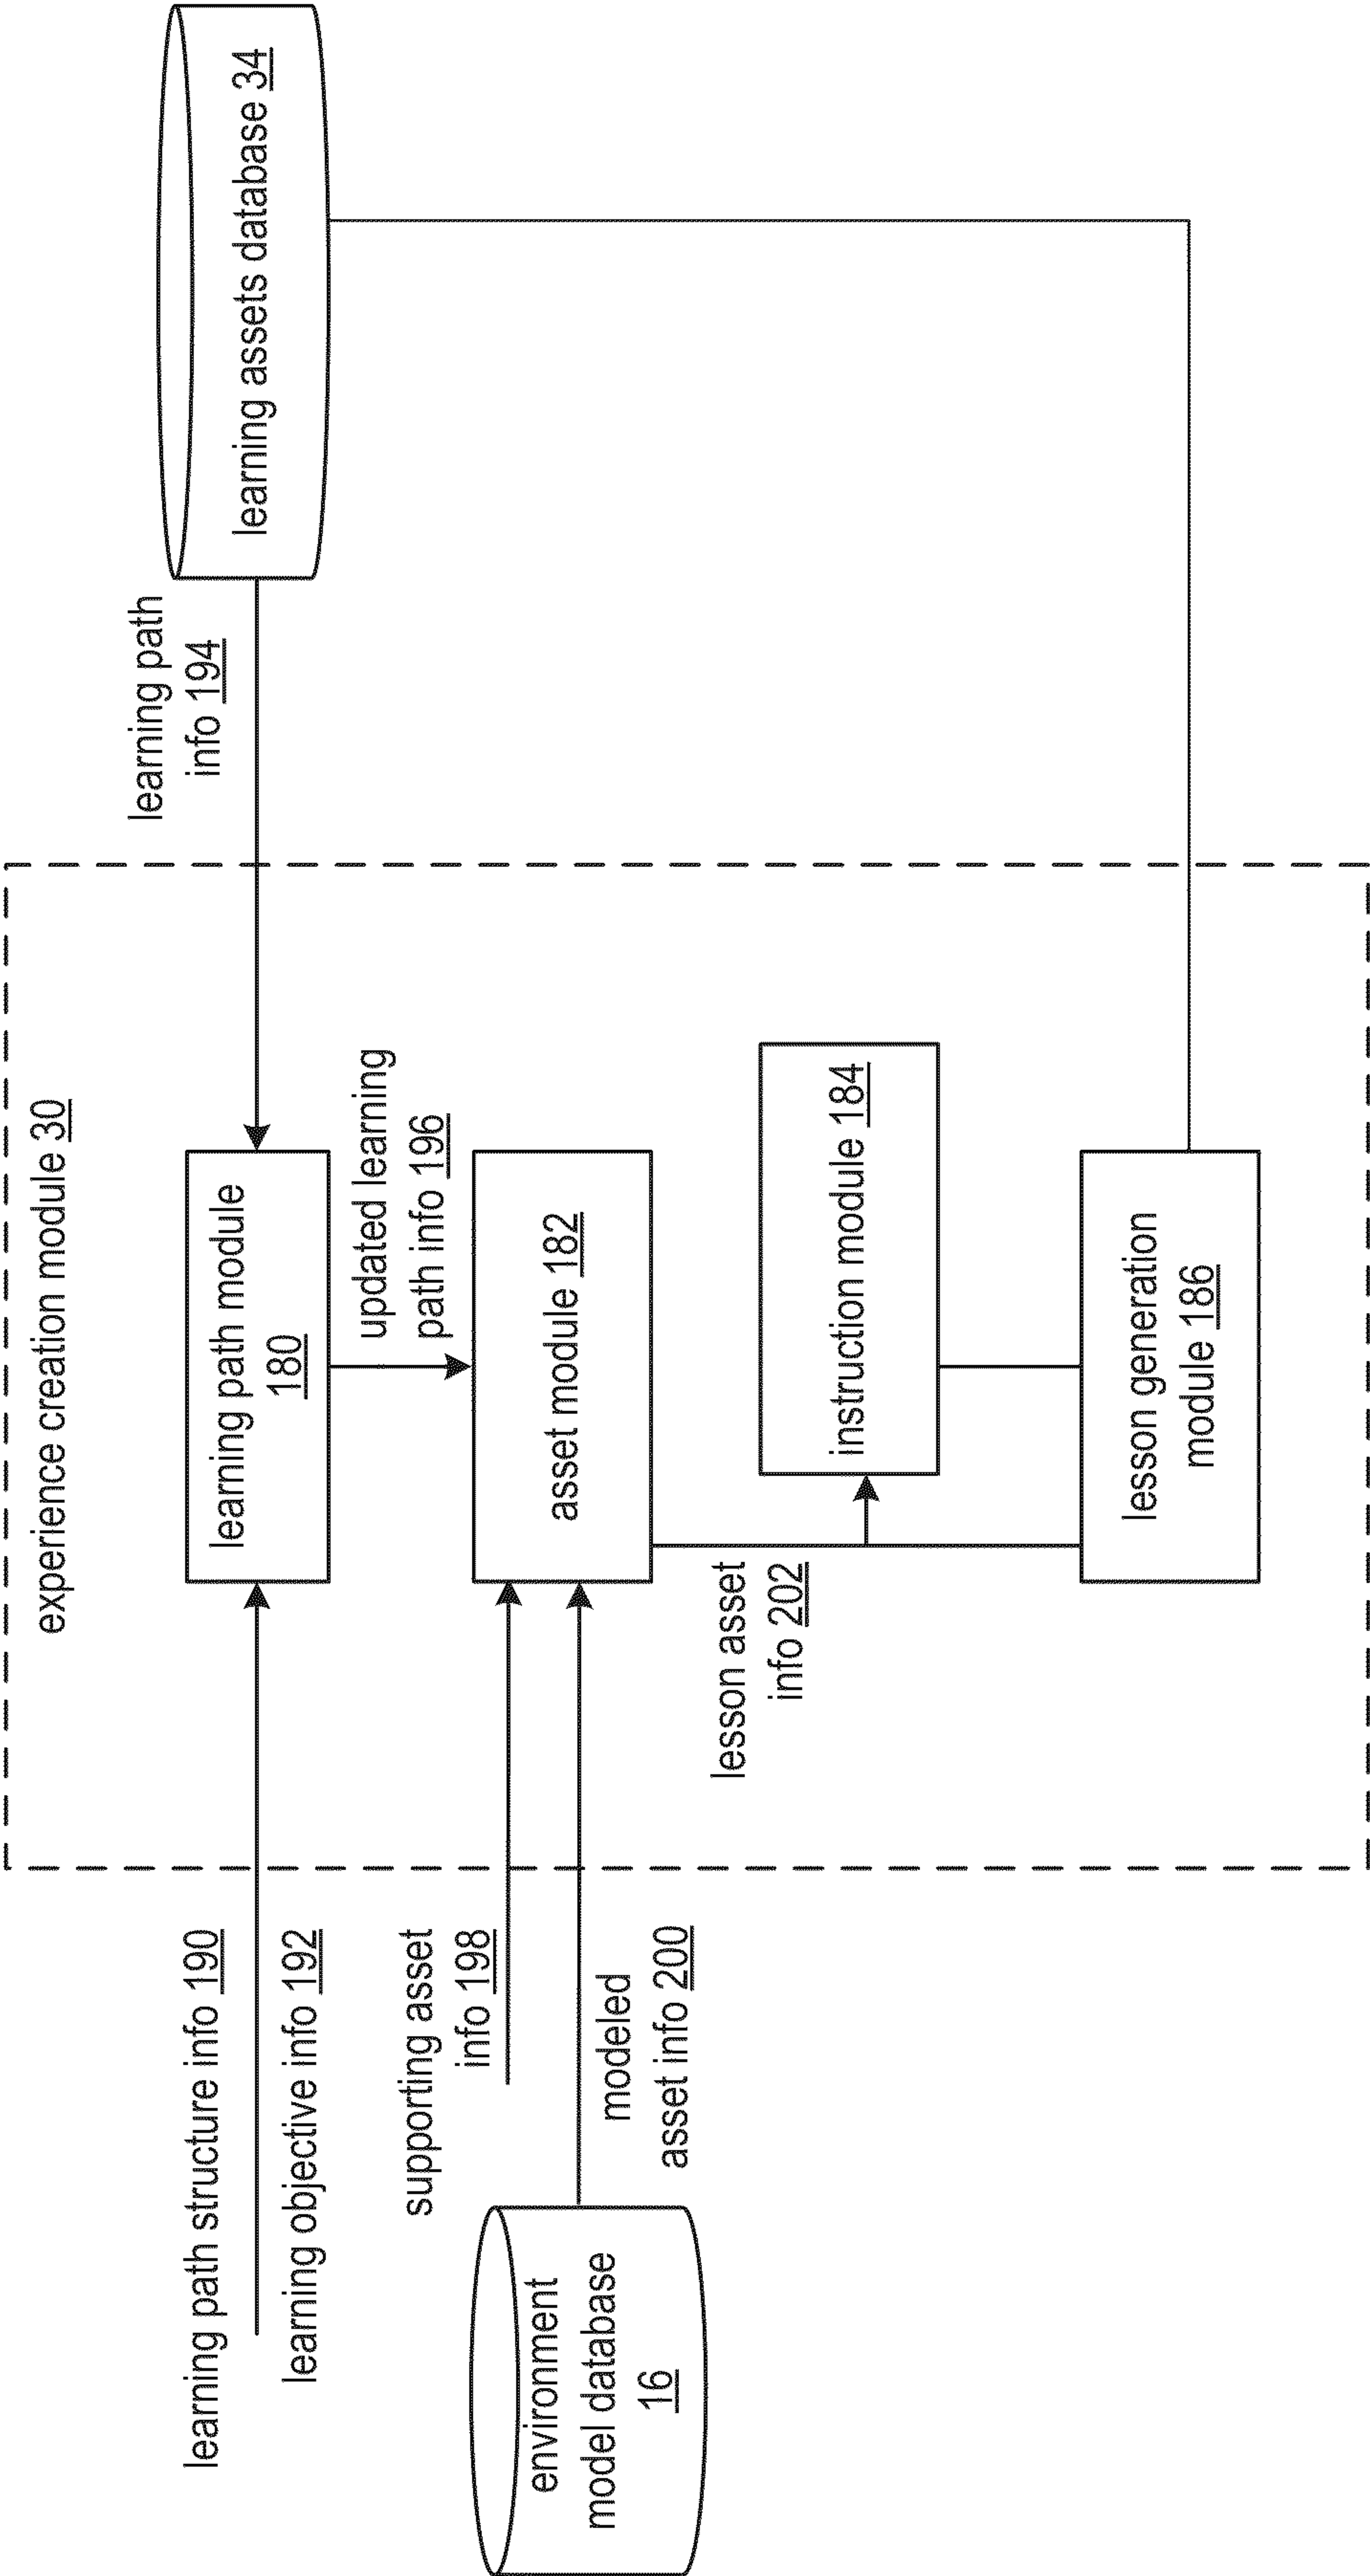 experience creation module 30
learning path structure info 190
learning objective info 192
learning path module
180
learning path
info 194
learning assets database 34
updated learning
path info 196
supporting asset
info 198
asset module 182
environment
model database
16
modeled
asset info 200
lesson asset
info 202
instruction module 184
lesson generation
module 186